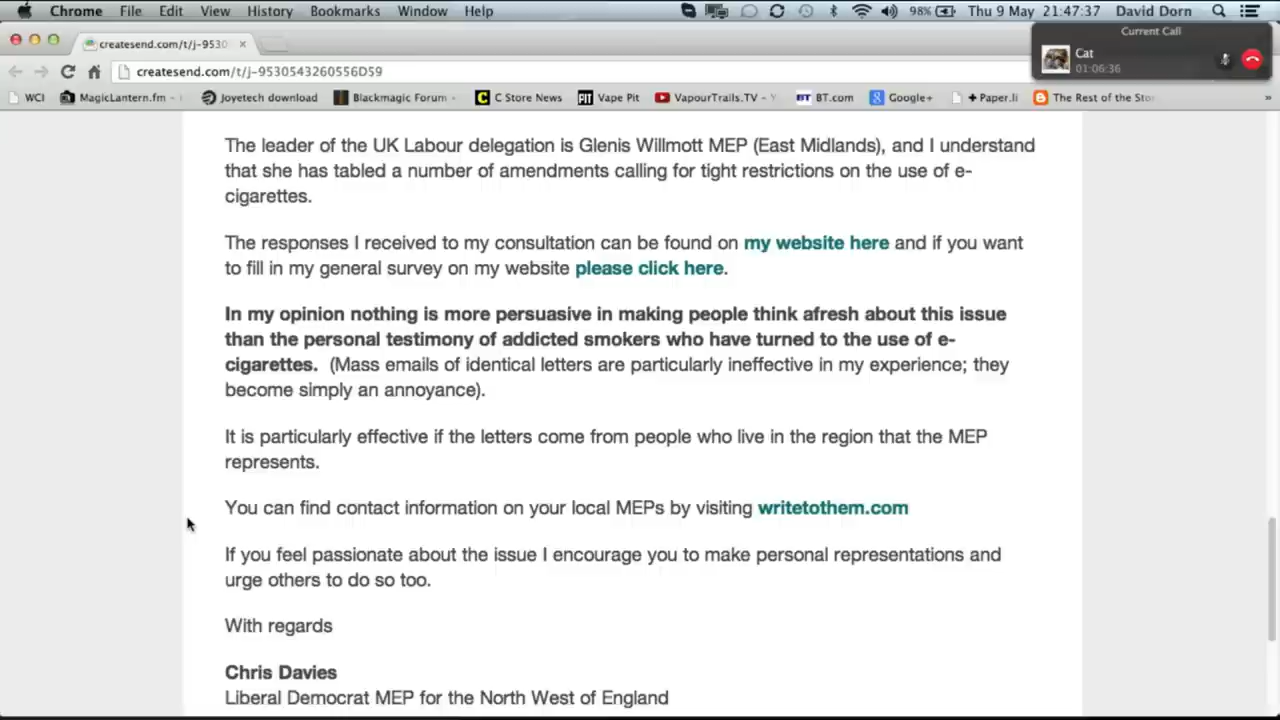 Chrome File Edit View History Bookmarks Window Help 98% Thu 9 May 21:47:37 David Dorn
Current Call
createsend.com/t/j-9530
Cat
01:06:36
createsend.com/t/j-9530543260556D59
WCI MagicLantern.fm - Joyetech download Blackmagic Forum - C Store News Vape Pit VapourTrails.TV - BT.com Google+ + Paper.li The Rest of the Sto
The leader of the UK Labour delegation is Glenis Willmott MEP (East Midlands), and I understand
that she has tabled a number of amendments calling for tight restrictions on the use of e-
cigarettes.
The responses I received to my consultation can be found on my website here and if you want
to fill in my general survey on my website please click here.
In my opinion nothing is more persuasive in making people think afresh about this issue
than the personal testimony of addicted smokers who have turned to the use of e-
cigarettes. (Mass emails of identical letters are particularly ineffective in my experience; they
become simply an annoyance).
It is particularly effective if the letters come from people who live in the region that the MEP
represents.
You can find contact information on your local MEPs by visiting writetothem.com
If you feel passionate about the issue I encourage you to make personal representations and
urge others to do so too.
With regards
Chris Davies
Liberal Democrat MEP for the North West of England